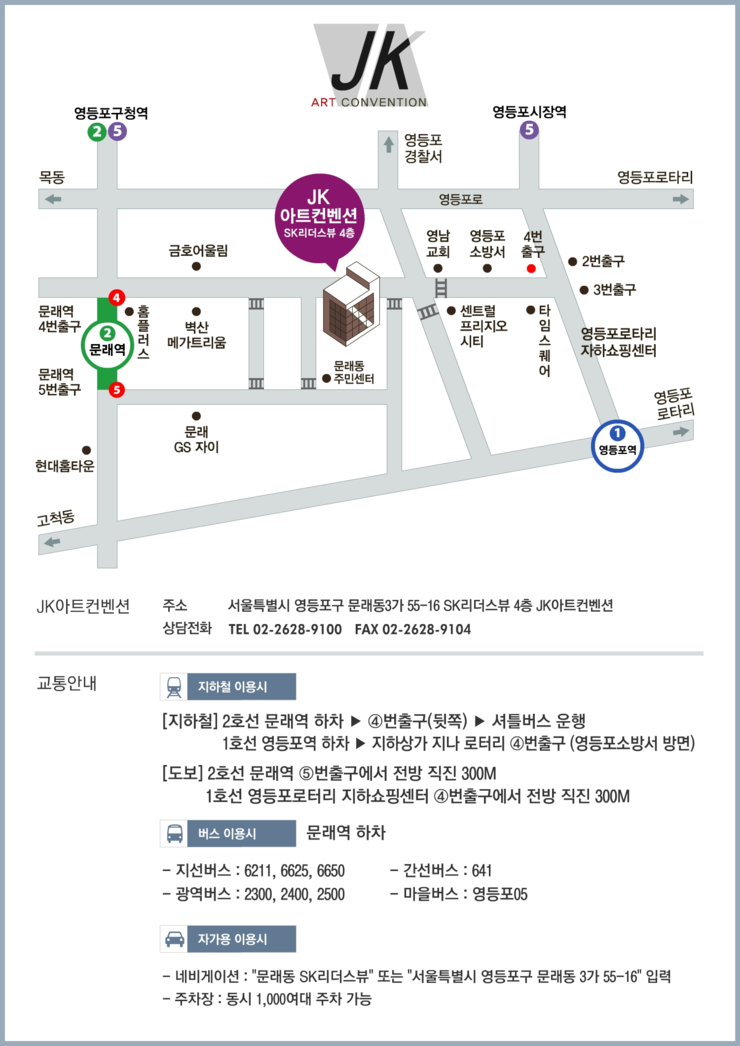 JK
ART CONVENTION
영등포구청역
2 5
영등포시장역
5
영등포
경찰서
목동
영등포로
영등포로타리
JK
아트컨벤션
SK리더스뷰 4층
금호어울림
영남
교회
영등포
소방서
4번
출구
2번출구
3번출구
4
문래역
4번출구
홈플러스
벽산
메가트리움
센트럴
프리지오
시티
타임스퀘어
영등포로타리
지하쇼핑센터
2
문래역
문래역
5번출구
5
문래동
주민센터
영등포
로타리
문래
GS 자이
1
영등포역
현대홈타운
고척동
JK아트컨벤션 주소 서울특별시 영등포구 문래동3가 55-16 SK리더스뷰 4층 JK아트컨벤션
상담전화 TEL 02-2628-9100 FAX 02-2628-9104
교통안내 지하철 이용시
[지하철] 2호선 문래역 하차 ▶ ④번출구(뒷쪽) ▶ 셔틀버스 운행
1호선 영등포역 하차 ▶ 지하상가 지나 로터리 ④번출구 (영등포소방서 방면)
[도보] 2호선 문래역 ⑤번출구에서 전방 직진 300M
1호선 영등포로터리 지하쇼핑센터 ④번출구에서 전방 직진 300M
버스 이용시 문래역 하차
- 지선버스 : 6211, 6625, 6650 - 간선버스 : 641
- 광역버스 : 2300, 2400, 2500 - 마을버스 : 영등포05
자가용 이용시
- 네비게이션 : "문래동 SK리더스뷰" 또는 "서울특별시 영등포구 문래동 3가 55-16" 입력
- 주차장 : 동시 1,000여대 주차 가능